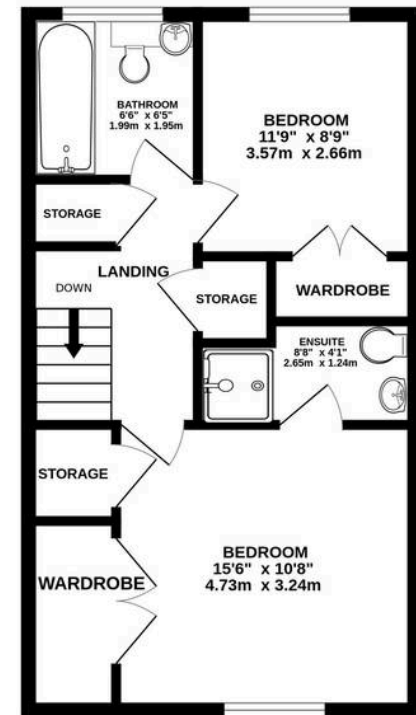 BATHROOM
6'6" x 6'5"
1.99m x 1.95m
BEDROOM
11'9" x 8'9"
3.57m x 2.66m
STORAGE
LANDING
DOWN
STORAGE
WARDROBE
ENSUITE
8'8" x 4'1"
2.65m x 1.24m
STORAGE
WARDROBE
BEDROOM
15'6" x 10'8"
4.73m x 3.24m